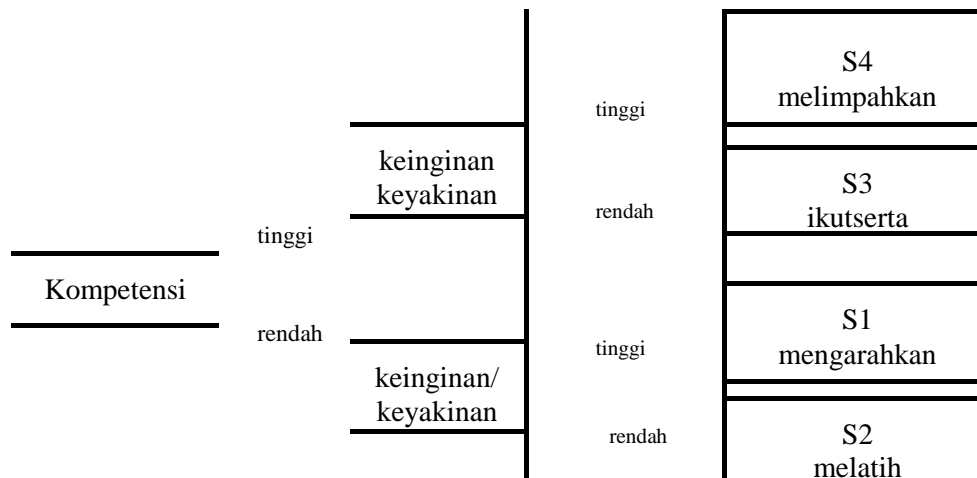 S4
melimpahkan
tinggi
keinginan
keyakinan
S3
ikutserta
rendah
tinggi
Kompetensi
rendah
S1
mengarahkan
tinggi
keinginan/
keyakinan
rendah
S2
melatih